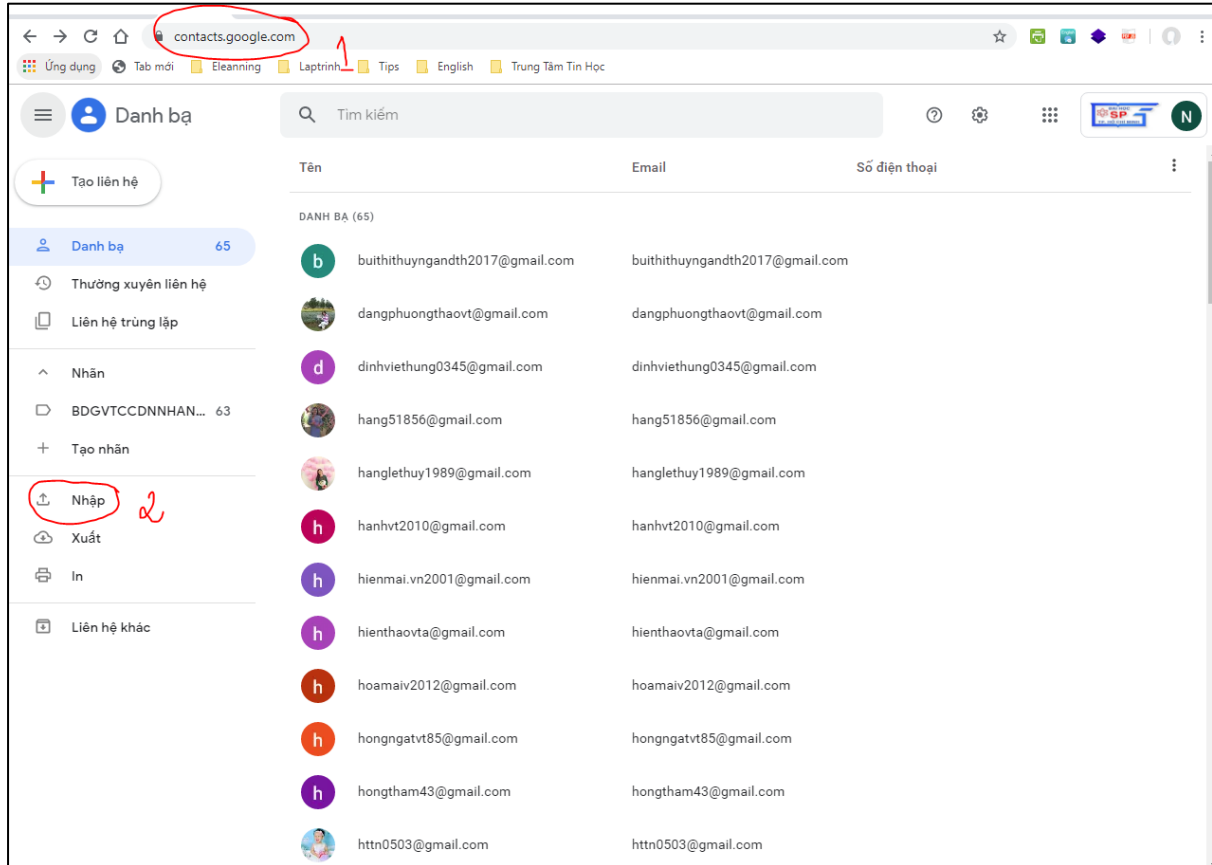 contacts.google.com
1
Ứng dụng Tab mới Eleanning Laptrinh Tips English Trung Tâm Tin Học
Danh bạ Tìm kiếm SP N
Tạo liên hệ
Tên Email Số điện thoại
DANH BẠ (65)
Danh bạ 65
Thường xuyên liên hệ
Liên hệ trùng lặp
Nhãn
BDGVTCCDNNHAN... 63
Tạo nhãn
Nhập 2
Xuất
In
Liên hệ khác
b buithithuyngandth2017@gmail.com buithithuyngandth2017@gmail.com
dangphuongthaovt@gmail.com dangphuongthaovt@gmail.com
d dinhviethung0345@gmail.com dinhviethung0345@gmail.com
hang51856@gmail.com hang51856@gmail.com
hanglethuy1989@gmail.com hanglethuy1989@gmail.com
h hanhvt2010@gmail.com hanhvt2010@gmail.com
h hienmai.vn2001@gmail.com hienmai.vn2001@gmail.com
h hienthaovta@gmail.com hienthaovta@gmail.com
h hoamaiv2012@gmail.com hoamaiv2012@gmail.com
h hongngatvt85@gmail.com hongngatvt85@gmail.com
h hongtham43@gmail.com hongtham43@gmail.com
httn0503@gmail.com httn0503@gmail.com